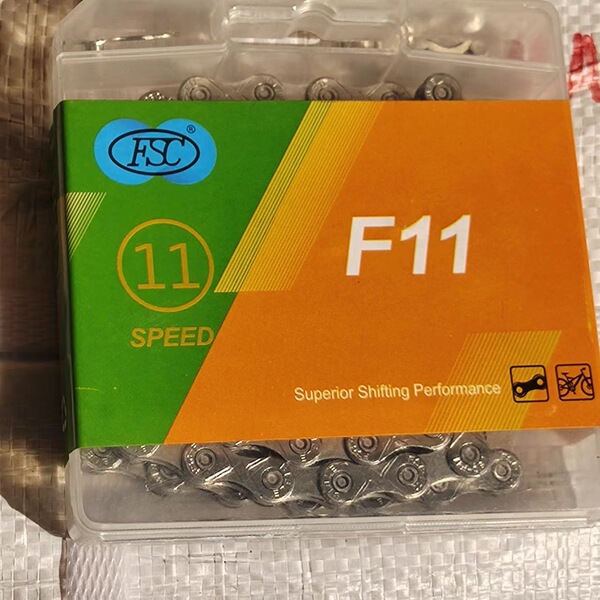 FSC®
11
SPEED
F11
Superior Shifting Performance